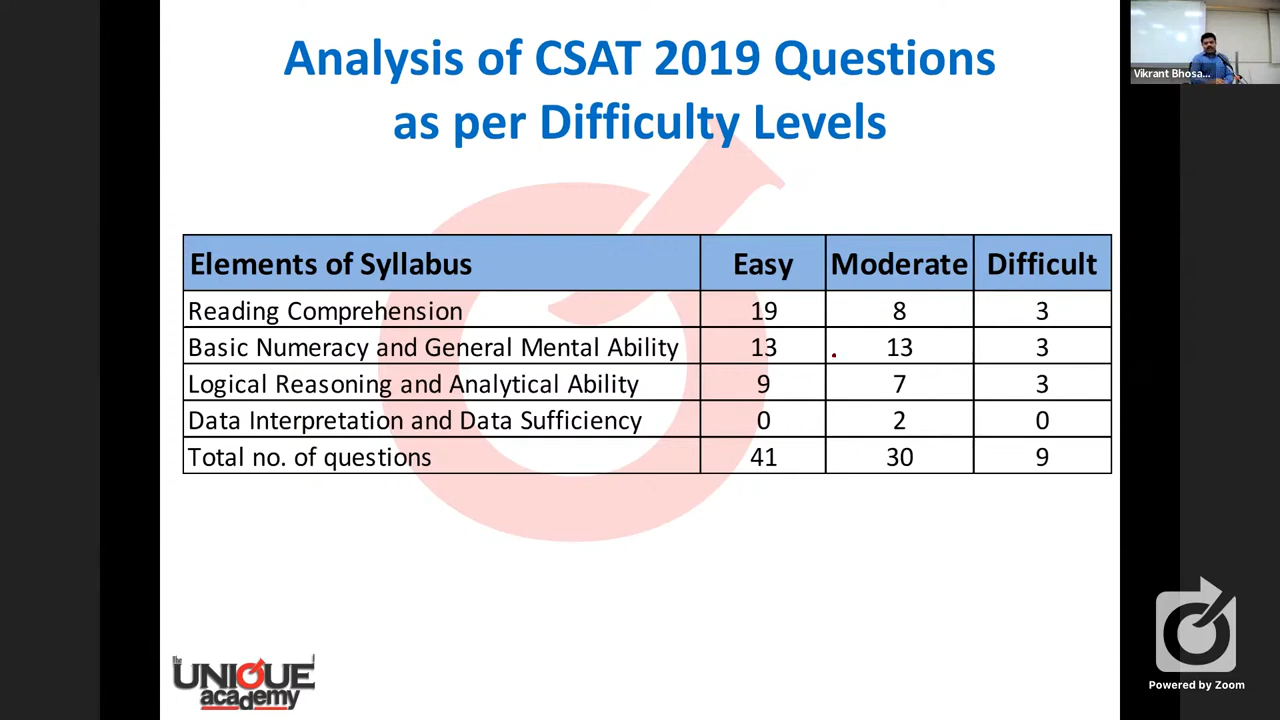 Analysis of CSAT 2019 Questions
as per Difficulty Levels
Vikrant Bhosa...
Elements of Syllabus Easy Moderate Difficult
Reading Comprehension 19 8 3
Basic Numeracy and General Mental Ability 13 13 3
Logical Reasoning and Analytical Ability 9 7 3
Data Interpretation and Data Sufficiency 0 2 0
Total no. of questions 41 30 9
The
UNIQUE
academy
Powered by Zoom